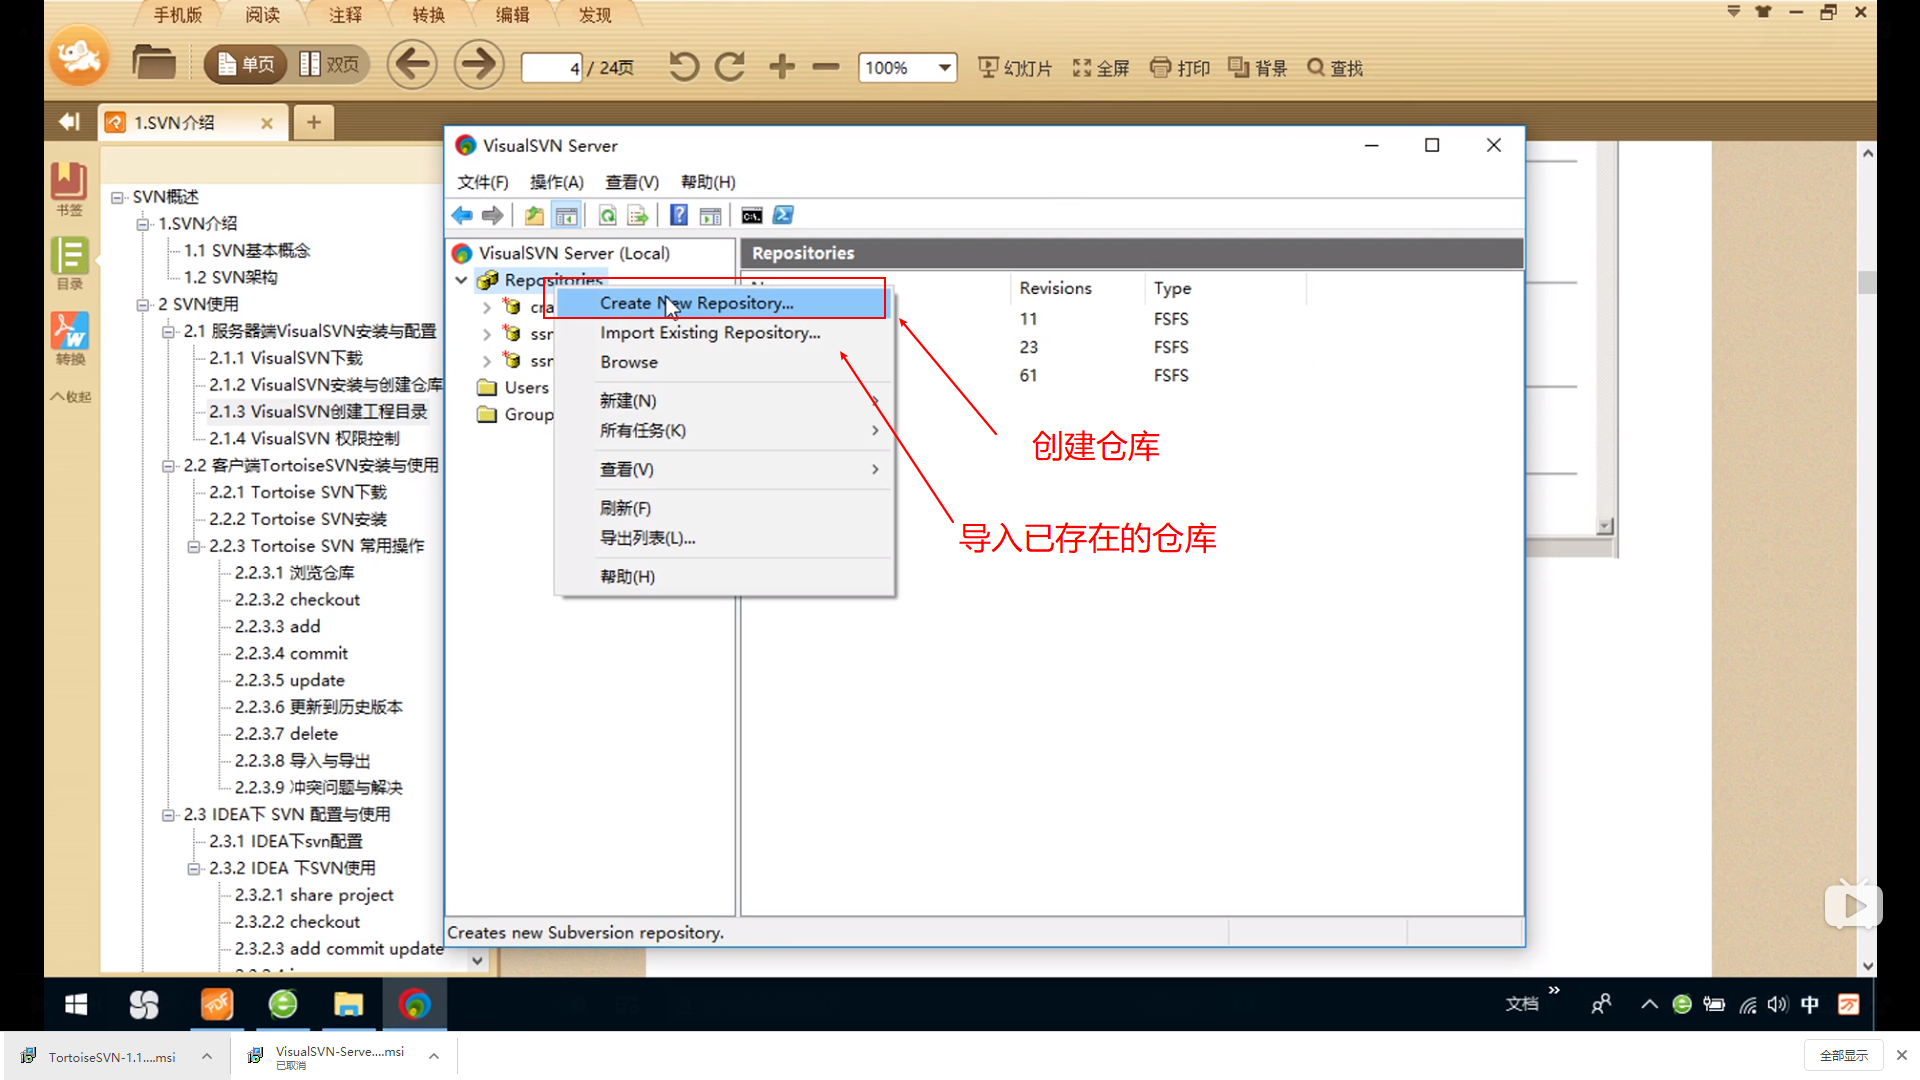 手机版 阅读 注释 转换 编辑 发现
单页 双页 4 / 24页 100% 幻灯片 全屏 打印 背景 查找
1.SVN介绍
书签
目录
转换
收起
SVN概述
1.SVN介绍
1.1 SVN基本概念
1.2 SVN架构
2 SVN使用
2.1 服务器端VisualSVN安装与配置
2.1.1 VisualSVN下载
2.1.2 VisualSVN安装与创建仓库
2.1.3 VisualSVN创建工程目录
2.1.4 VisualSVN 权限控制
2.2 客户端TortoiseSVN安装与使用
2.2.1 Tortoise SVN下载
2.2.2 Tortoise SVN安装
2.2.3 Tortoise SVN 常用操作
2.2.3.1 浏览仓库
2.2.3.2 checkout
2.2.3.3 add
2.2.3.4 commit
2.2.3.5 update
2.2.3.6 更新到历史版本
2.2.3.7 delete
2.2.3.8 导入与导出
2.2.3.9 冲突问题与解决
2.3 IDEA下 SVN 配置与使用
2.3.1 IDEA下svn配置
2.3.2 IDEA 下SVN使用
2.3.2.1 share project
2.3.2.2 checkout
2.3.2.3 add commit update
VisualSVN Server
文件(F) 操作(A) 查看(V) 帮助(H)
VisualSVN Server (Local)
Repositories
Users
Group
Repositories
Revisions Type
11 FSFS
23 FSFS
61 FSFS
Create New Repository...
Import Existing Repository...
Browse
新建(N)
所有任务(K)
查看(V)
刷新(F)
导出列表(L)...
帮助(H)
创建仓库
导入已存在的仓库
Creates new Subversion repository.
文档 中
TortoiseSVN-1.1....msi
VisualSVN-Serve....msi
已取消
全部显示